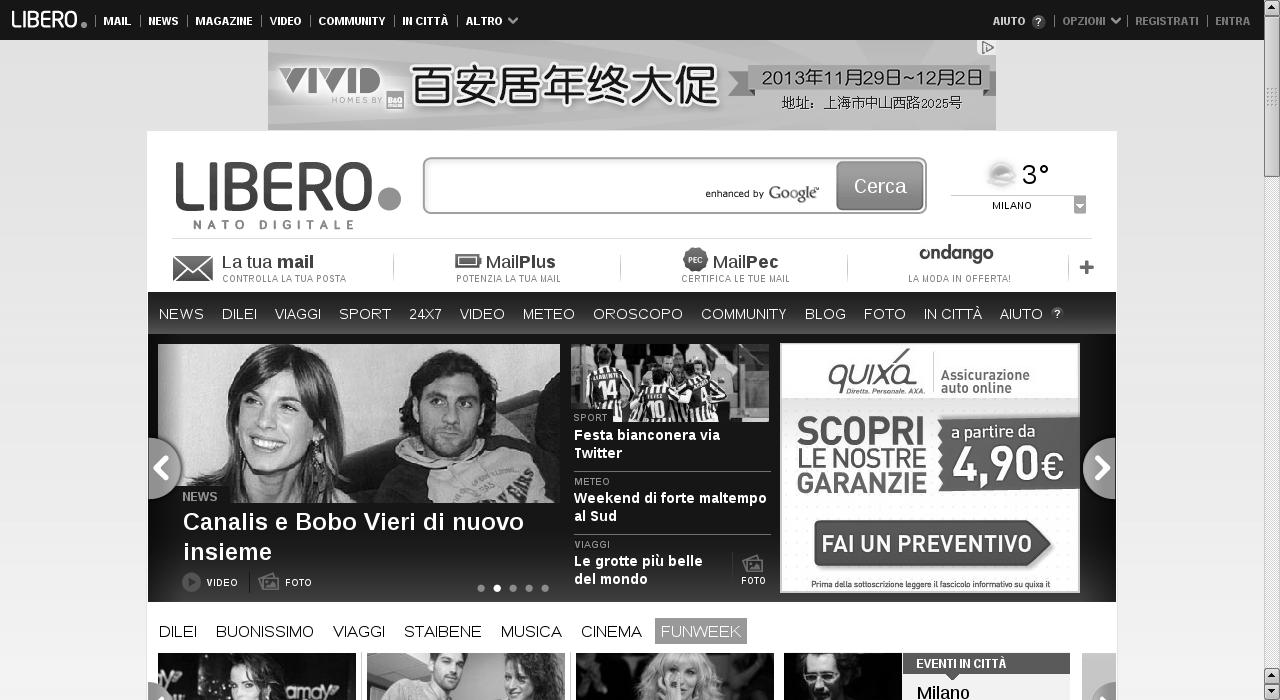 LIBERO MAIL NEWS MAGAZINE VIDEO COMMUNITY IN CITTÀ ALTRO AIUTO ? OPZIONI REGISTRATI ENTRA
VIVID
HOMES BY B&Q
百安居年终大促
2013年11月29日~12月2日
地址：上海市中山西路2025号
LIBERO
NATO DIGITALE
enhanced by Google™
Cerca
3°
MILANO
La tua mail
CONTROLLA LA TUA POSTA
MailPlus
POTENZIA LA TUA MAIL
PEC MailPec
CERTIFICA LE TUE MAIL
ondango
LA MODA IN OFFERTA!
NEWS DILEI VIAGGI SPORT 24X7 VIDEO METEO OROSCOPO COMMUNITY BLOG FOTO IN CITTÀ AIUTO ?
NEWS
Canalis e Bobo Vieri di nuovo
insieme
VIDEO FOTO
SPORT
Festa bianconera via
Twitter
METEO
Weekend di forte maltempo
al Sud
VIAGGI
Le grotte più belle
del mondo
FOTO
quixa
Diretta. Personale. AXA.
Assicurazione
auto online
SCOPRI
LE NOSTRE
GARANZIE
a partire da
4,90€
FAI UN PREVENTIVO
Prima della sottoscrizione leggere il fascicolo informativo su quixa it
DILEI BUONISSIMO VIAGGI STAIBENE MUSICA CINEMA FUNWEEK
EVENTI IN CITTÀ
Milano